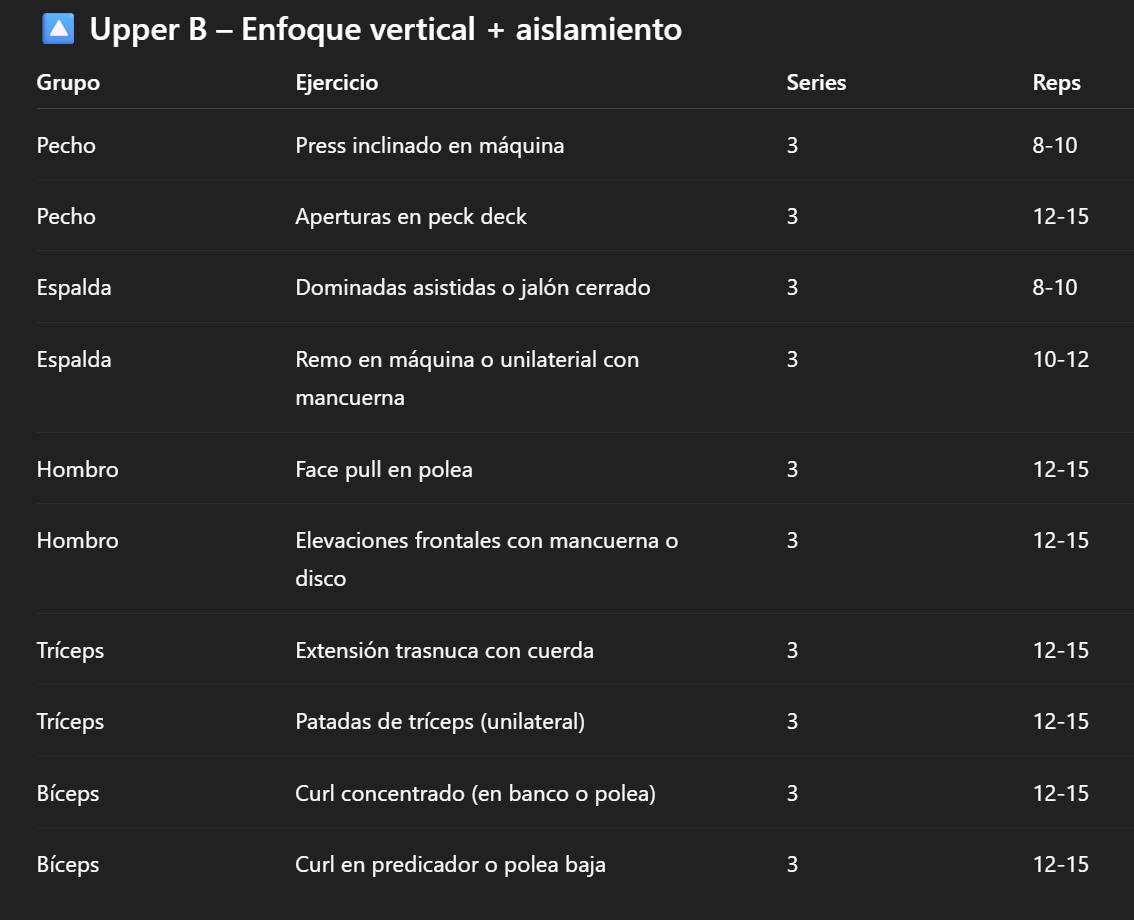 🔼 Upper B – Enfoque vertical + aislamiento
Grupo Ejercicio Series Reps
Pecho Press inclinado en máquina 3 8-10
Pecho Aperturas en peck deck 3 12-15
Espalda Dominadas asistidas o jalón cerrado 3 8-10
Espalda Remo en máquina o unilaterial con 3 10-12
mancuerna
Hombro Face pull en polea 3 12-15
Hombro Elevaciones frontales con mancuerna o 3 12-15
disco
Tríceps Extensión trasnuca con cuerda 3 12-15
Tríceps Patadas de tríceps (unilateral) 3 12-15
Bíceps Curl concentrado (en banco o polea) 3 12-15
Bíceps Curl en predicador o polea baja 3 12-15